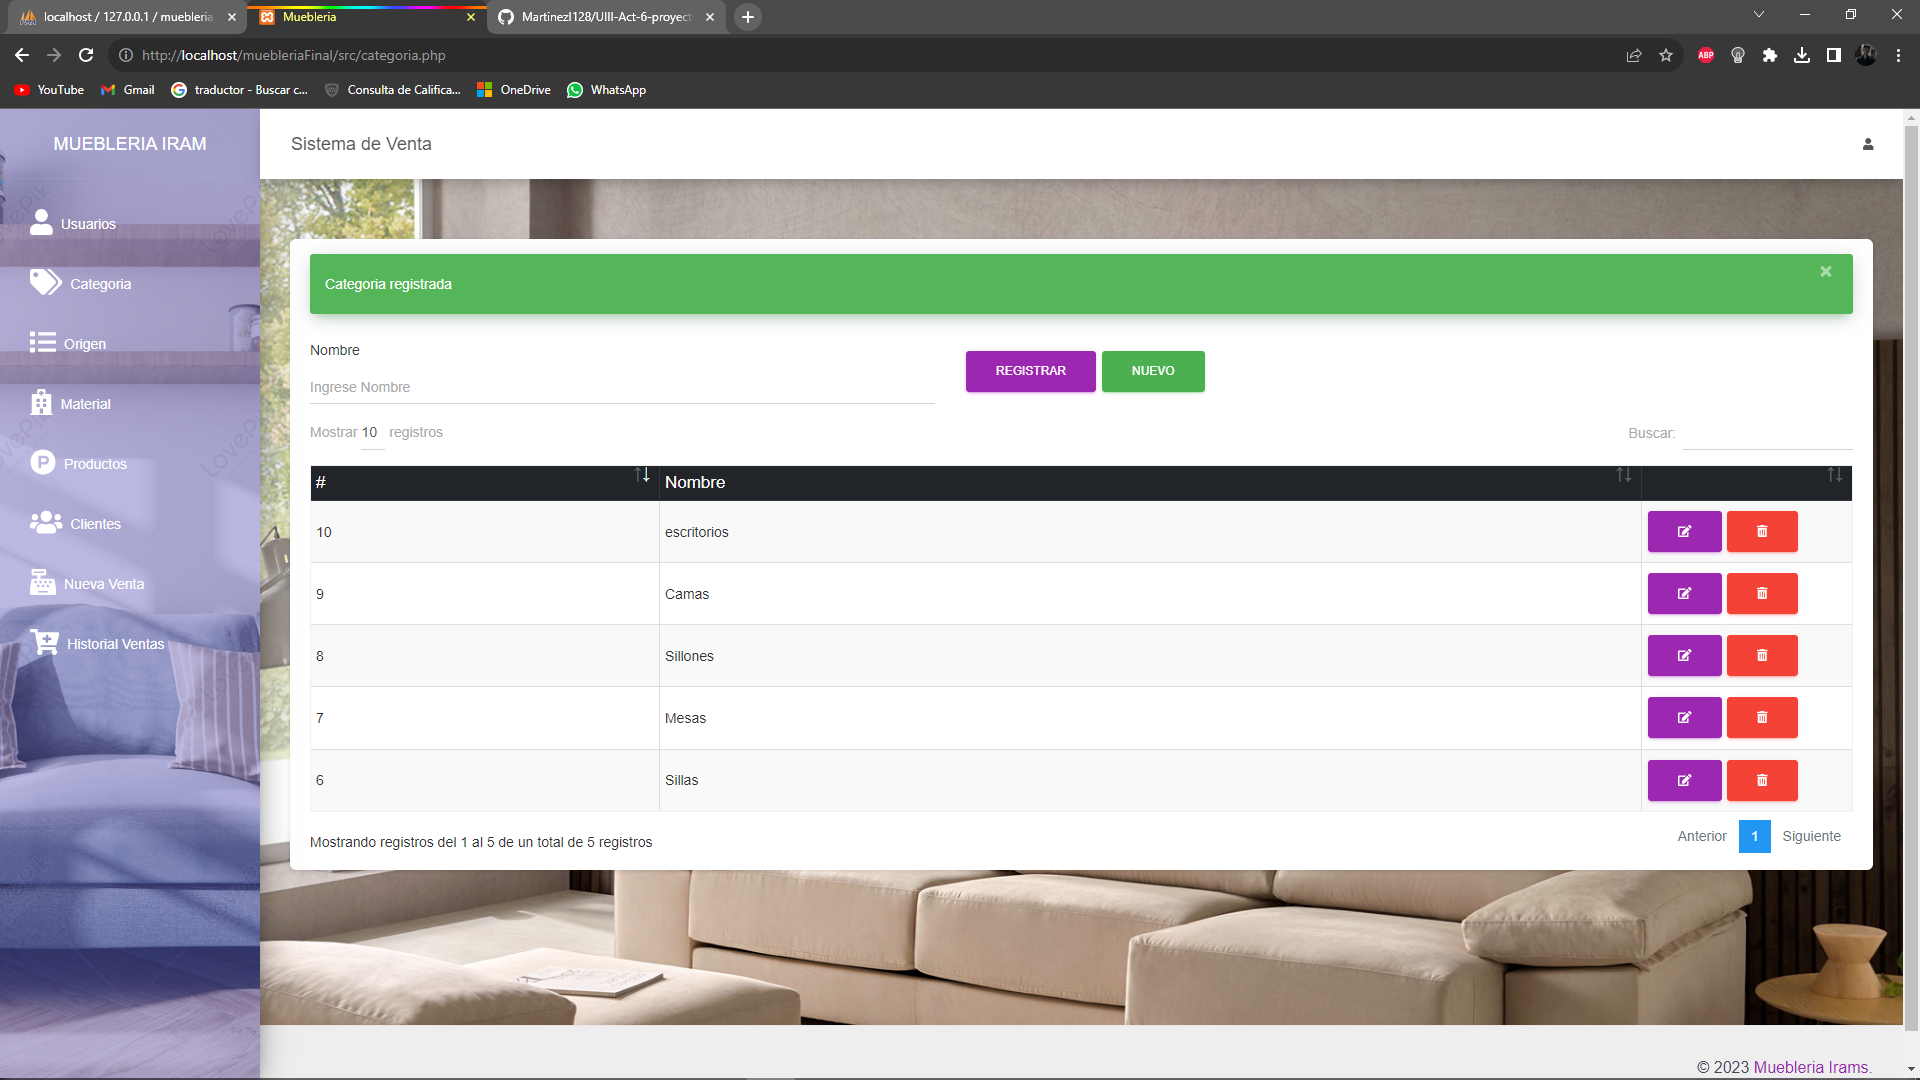 localhost / 127.0.0.1 / muebleria
Muebleria
MartinezI128/UIII-Act-6-proyect
http://localhost/muebleriaFinal/src/categoria.php
ABP
YouTube
Gmail
traductor - Buscar c...
Consulta de Califica...
OneDrive
WhatsApp
MUEBLERIA IRAM
Sistema de Venta
Usuarios
Categoria
Origen
Material
Productos
Clientes
Nueva Venta
Historial Ventas
Categoria registrada
×
Nombre
Ingrese Nombre
REGISTRAR
NUEVO
Mostrar 10 registros
Buscar:
# Nombre
10 escritorios
9 Camas
8 Sillones
7 Mesas
6 Sillas
Mostrando registros del 1 al 5 de un total de 5 registros
Anterior 1 Siguiente
© 2023 Muebleria Irams.